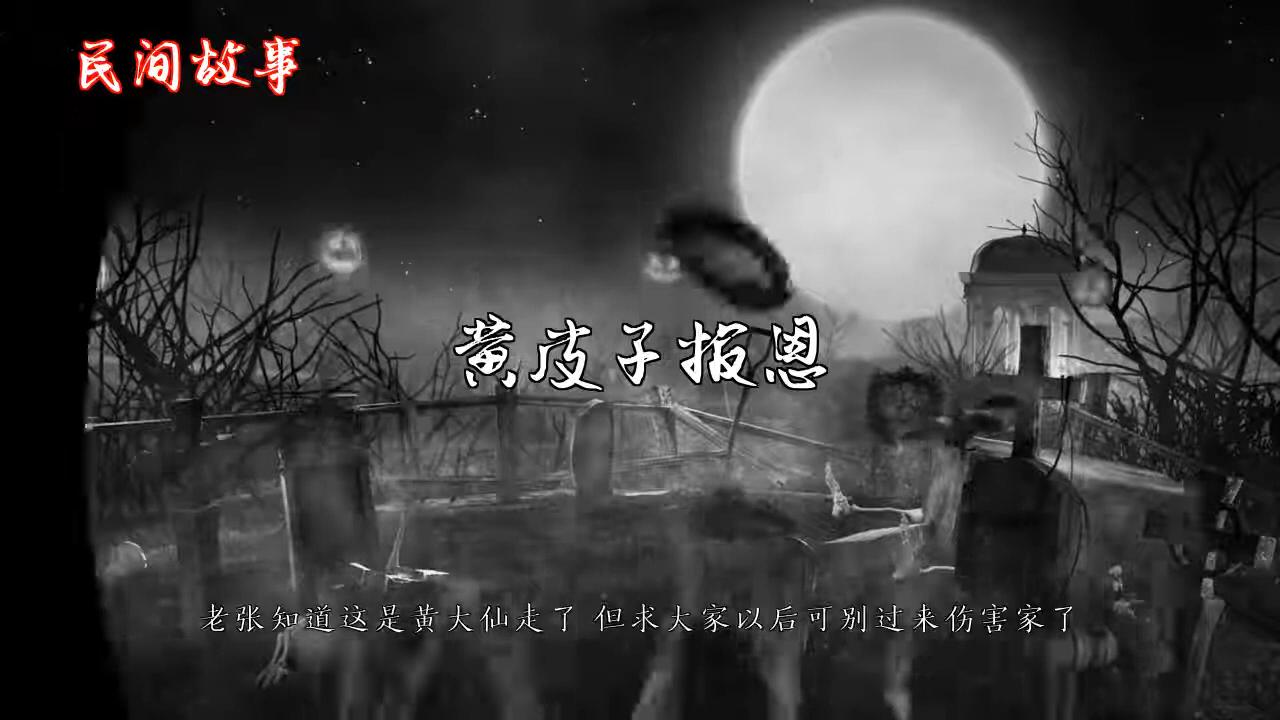 民间故事
黄皮子报恩
老张知道这是黄大仙走了 但求大家以后可别过来伤害家了